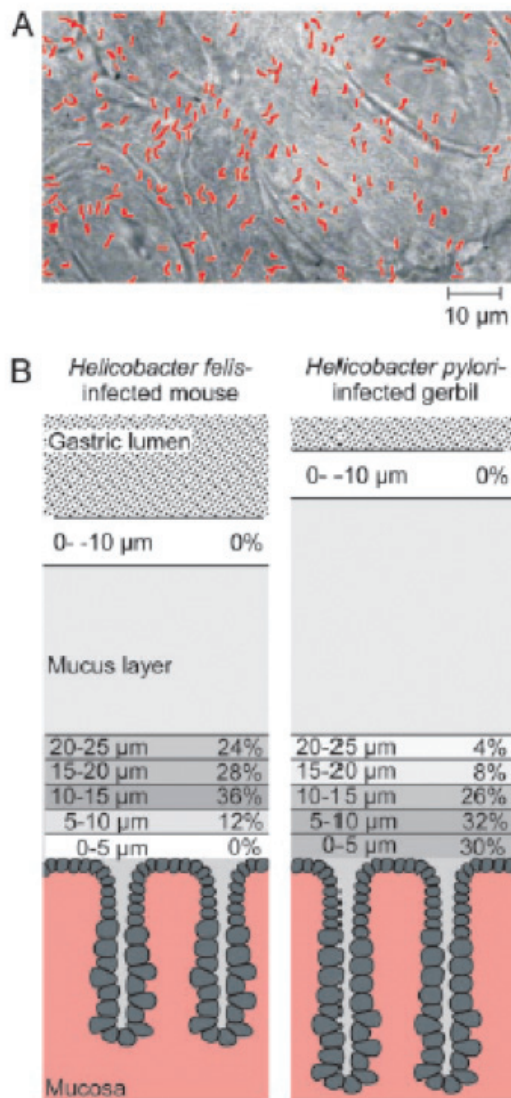 A
10 µm
B
Helicobacter felis-
infected mouse
Gastric lumen
0- -10 µm 0%
Mucus layer
20-25 µm 24%
15-20 µm 28%
10-15 µm 36%
5-10 µm 12%
0-5 µm 0%
Mucosa
Helicobacter pylori-
infected gerbil
0- -10 µm 0%
20-25 µm 4%
15-20 µm 8%
10-15 µm 26%
5-10 µm 32%
0-5 µm 30%